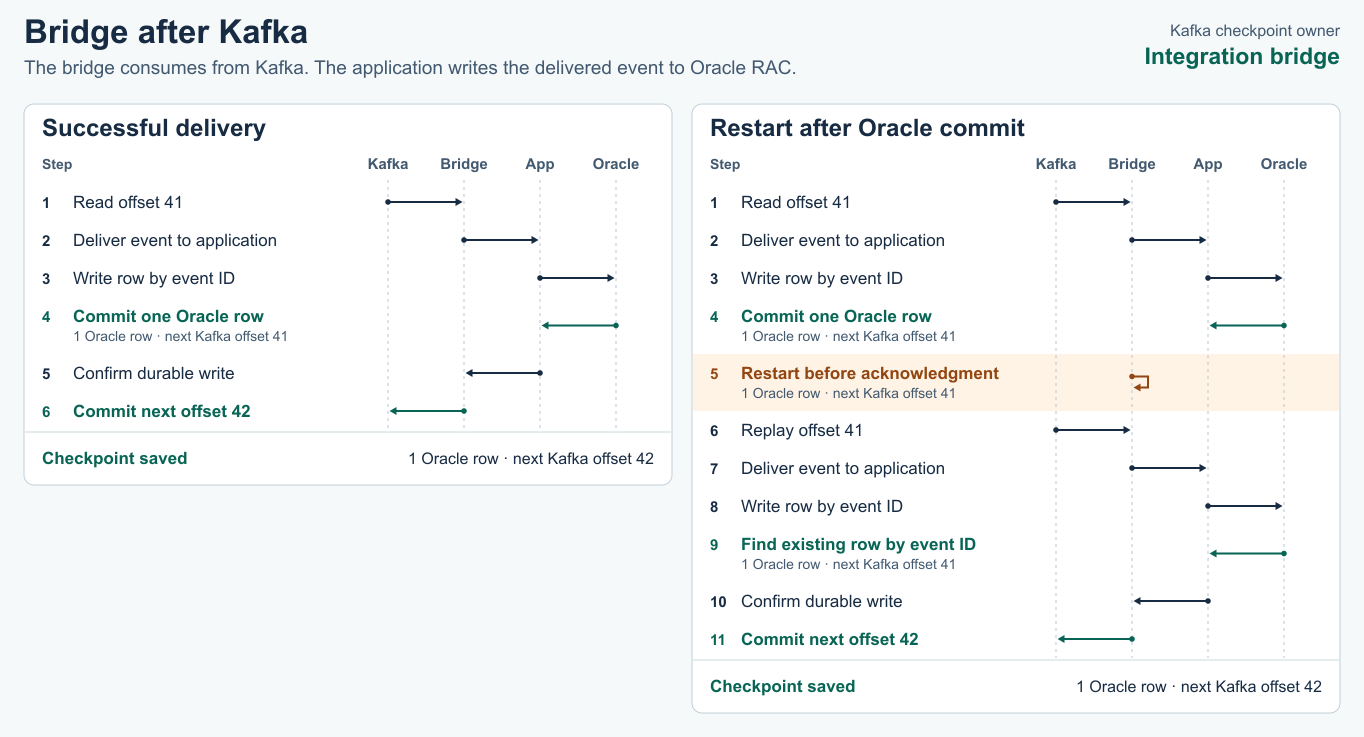 Bridge after Kafka
The bridge consumes from Kafka. The application writes the delivered event to Oracle RAC.
Kafka checkpoint owner
Integration bridge
Successful delivery
Step Kafka Bridge App Oracle
1 Read offset 41
2 Deliver event to application
3 Write row by event ID
4 Commit one Oracle row
1 Oracle row · next Kafka offset 41
5 Confirm durable write
6 Commit next offset 42
Checkpoint saved 1 Oracle row · next Kafka offset 42
Restart after Oracle commit
Step Kafka Bridge App Oracle
1 Read offset 41
2 Deliver event to application
3 Write row by event ID
4 Commit one Oracle row
1 Oracle row · next Kafka offset 41
5 Restart before acknowledgment
1 Oracle row · next Kafka offset 41
6 Replay offset 41
7 Deliver event to application
8 Write row by event ID
9 Find existing row by event ID
1 Oracle row · next Kafka offset 41
10 Confirm durable write
11 Commit next offset 42
Checkpoint saved 1 Oracle row · next Kafka offset 42